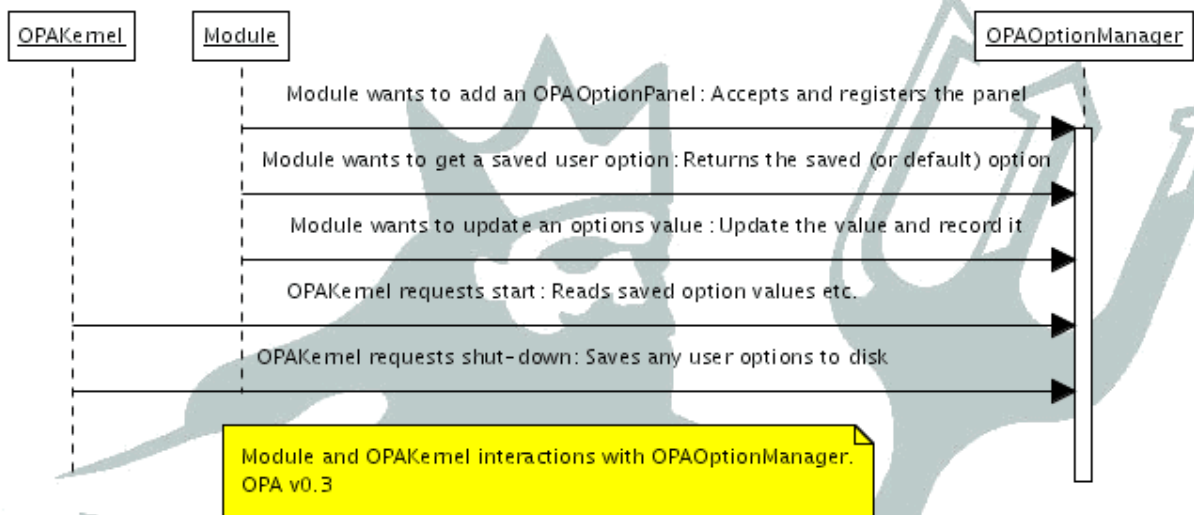 OPAKernel
Module
OPAOptionManager
Module wants to add an OPAOptionPanel: Accepts and registers the panel
Module wants to get a saved user option : Returns the saved (or default) option
Module wants to update an options value : Update the value and record it
OPAKernel requests start: Reads saved option values etc.
OPAKernel requests shut-down: Saves any user options to disk
Module and OPAKernel interactions with OPAOptionManager.
OPA v0.3